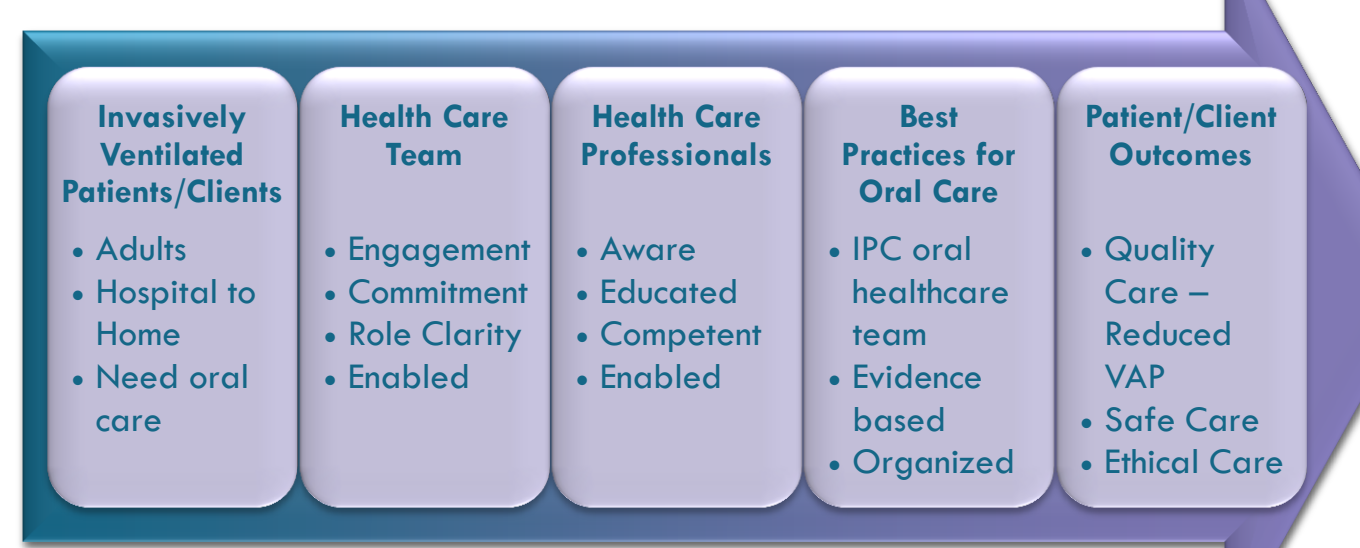 Invasively
Ventilated
Patients/Clients
• Adults
• Hospital to
Home
• Need oral
care
Health Care
Team
• Engagement
• Commitment
• Role Clarity
• Enabled
Health Care
Professionals
• Aware
• Educated
• Competent
• Enabled
Best
Practices for
Oral Care
• IPC oral
healthcare
team
• Evidence
based
• Organized
Patient/Client
Outcomes
• Quality
Care –
Reduced
VAP
• Safe Care
• Ethical Care